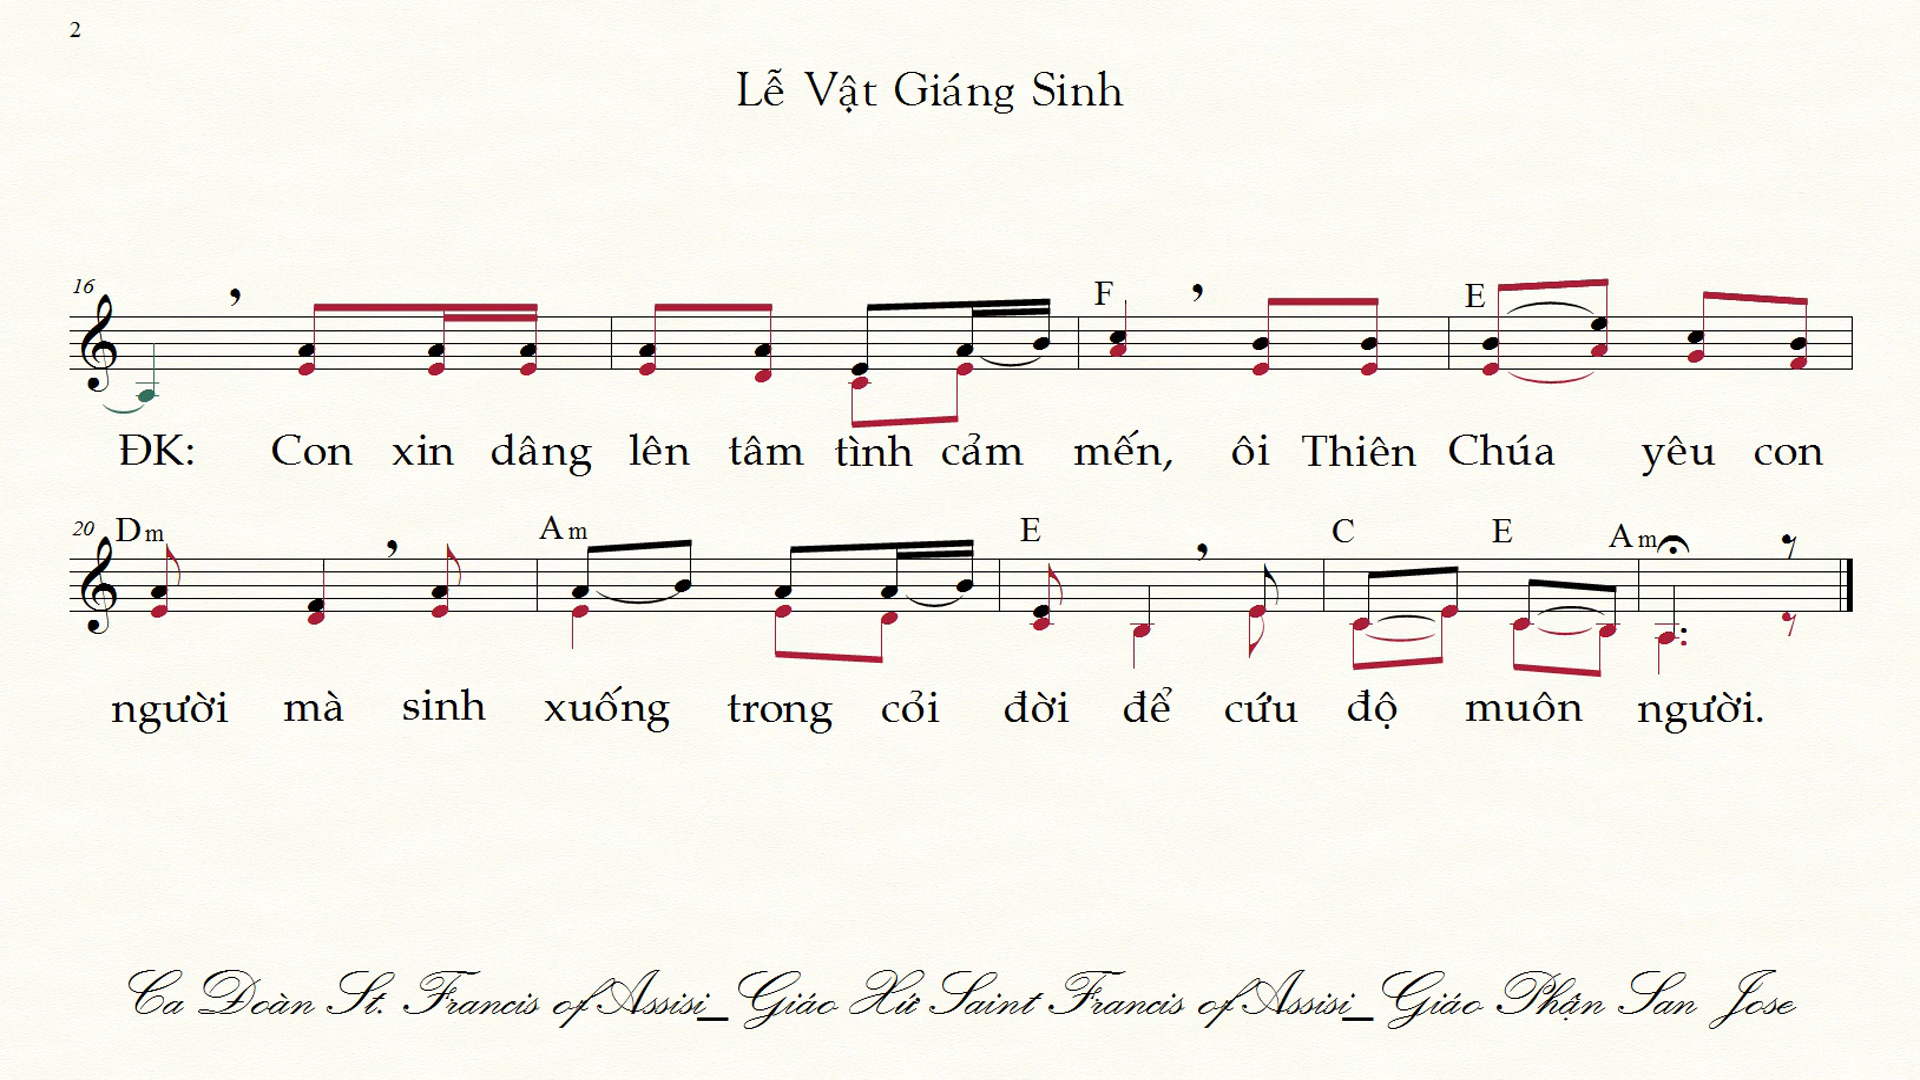 2
Lễ Vật Giáng Sinh
16 F E
ĐK: Con xin dâng lên tâm tình cảm mến, ôi Thiên Chúa yêu con
20 Dm Am E C E Am
người mà sinh xuống trong cỏi đời để cứu độ muôn người.
Ca Đoàn St. Francis of Assisi_ Giáo Xứ Saint Francis of Assisi_ Giáo Phận San Jose